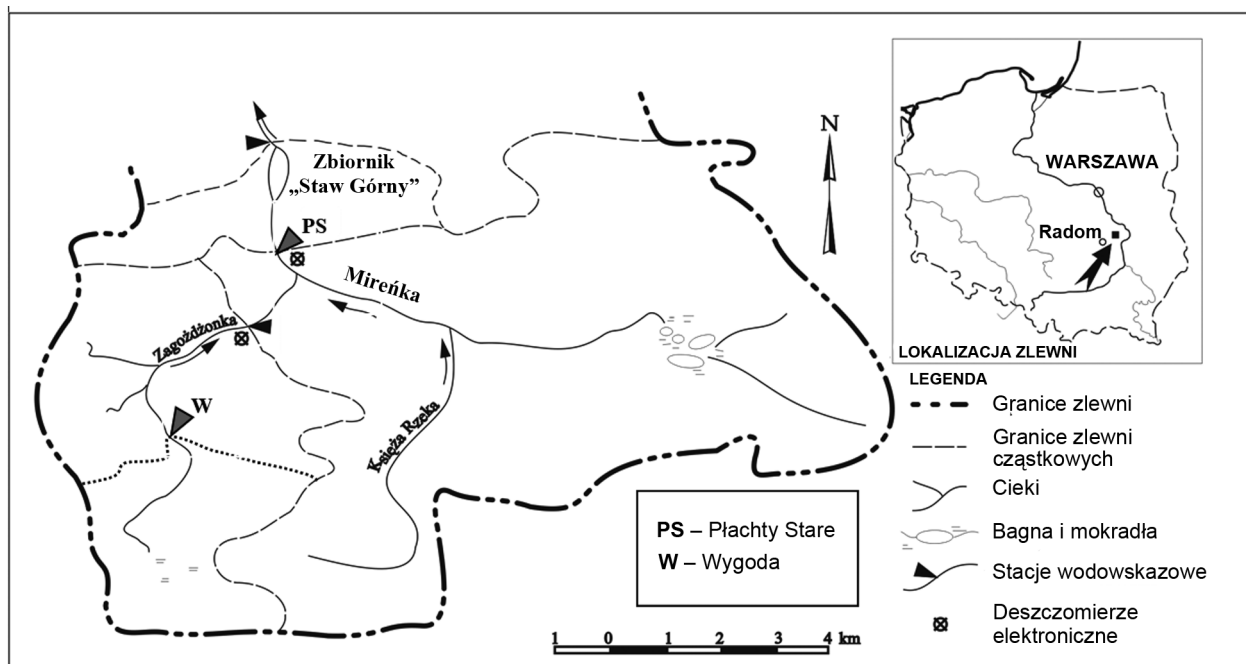 Zbiornik
„Staw Górny”
PS
N
Mireńka
Zagożdżonka
W
Księża Rzeka
WARSZAWA
Radom
LOKALIZACJA ZLEWNI
LEGENDA
Granice zlewni
Granice zlewni
cząstkowych
Cieki
Bagna i mokradła
Stacje wodowskazowe
Deszczomierze
elektroniczne
PS – Płachty Stare
W – Wygoda
1 0 1 2 3 4 km